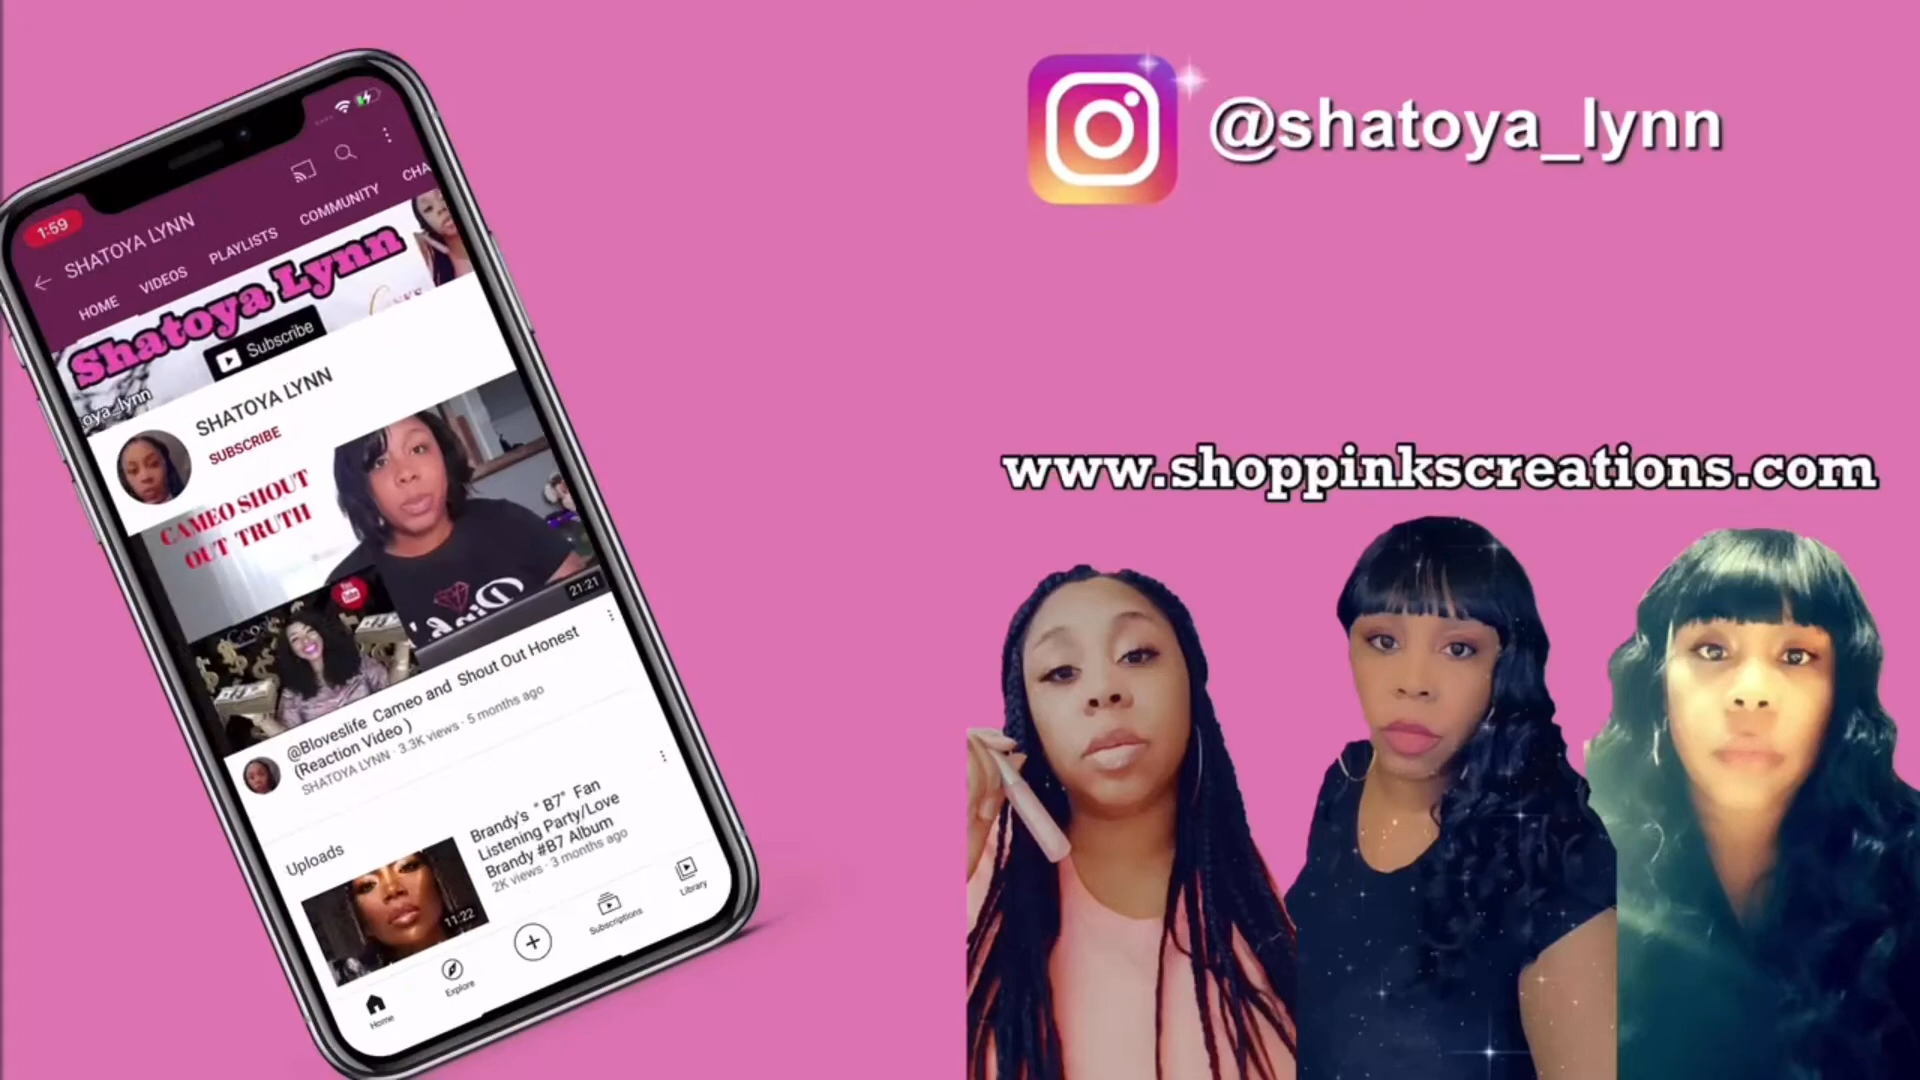 @shatoya_lynn
www.shoppinkscreations.com
1:59
SHATOYA LYNN
HOME VIDEOS PLAYLISTS COMMUNITY CHA
Shatoya Lynn
Subscribe
oya_lynn
SHATOYA LYNN
SUBSCRIBE
CAMEO SHOUT
OUT TRUTH
21:21
@Bloveslife Cameo and Shout Out Honest
(Reaction Video )
SHATOYA LYNN · 3.3K views · 5 months ago
Uploads
Brandy's " B7" Fan
Listening Party/Love
Brandy #B7 Album
2K views · 3 months ago
11:22
Home
Explore
Subscriptions
Library